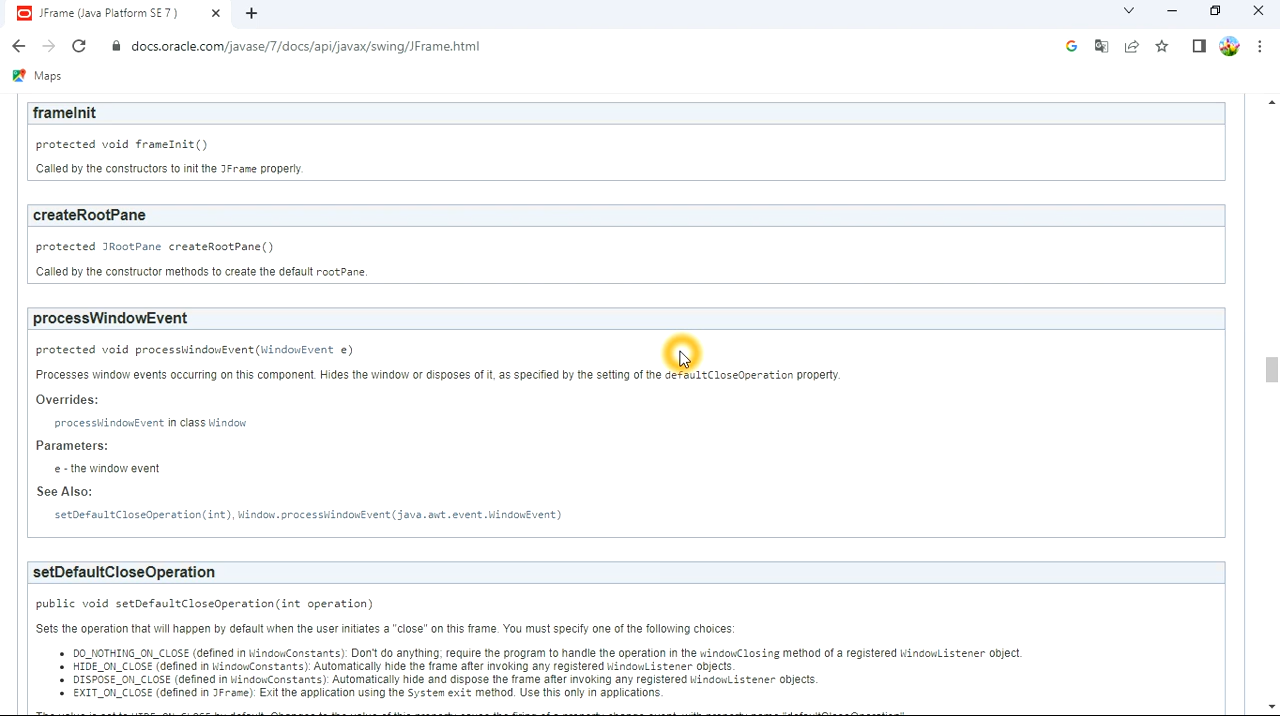 JFrame (Java Platform SE 7 )
docs.oracle.com/javase/7/docs/api/javax/swing/JFrame.html
Maps
frameInit
protected void frameInit()
Called by the constructors to init the JFrame properly.
createRootPane
protected JRootPane createRootPane()
Called by the constructor methods to create the default rootPane.
processWindowEvent
protected void processWindowEvent(WindowEvent e)
Processes window events occurring on this component. Hides the window or disposes of it, as specified by the setting of the defaultCloseOperation property.
Overrides:
processWindowEvent in class Window
Parameters:
e - the window event
See Also:
setDefaultCloseOperation(int), Window.processWindowEvent(java.awt.event.WindowEvent)
setDefaultCloseOperation
public void setDefaultCloseOperation(int operation)
Sets the operation that will happen by default when the user initiates a "close" on this frame. You must specify one of the following choices:
• DO_NOTHING_ON_CLOSE (defined in WindowConstants): Don't do anything; require the program to handle the operation in the windowClosing method of a registered WindowListener object.
• HIDE_ON_CLOSE (defined in WindowConstants): Automatically hide the frame after invoking any registered WindowListener objects.
• DISPOSE_ON_CLOSE (defined in WindowConstants): Automatically hide and dispose the frame after invoking any registered WindowListener objects.
• EXIT_ON_CLOSE (defined in JFrame): Exit the application using the System exit method. Use this only in applications.